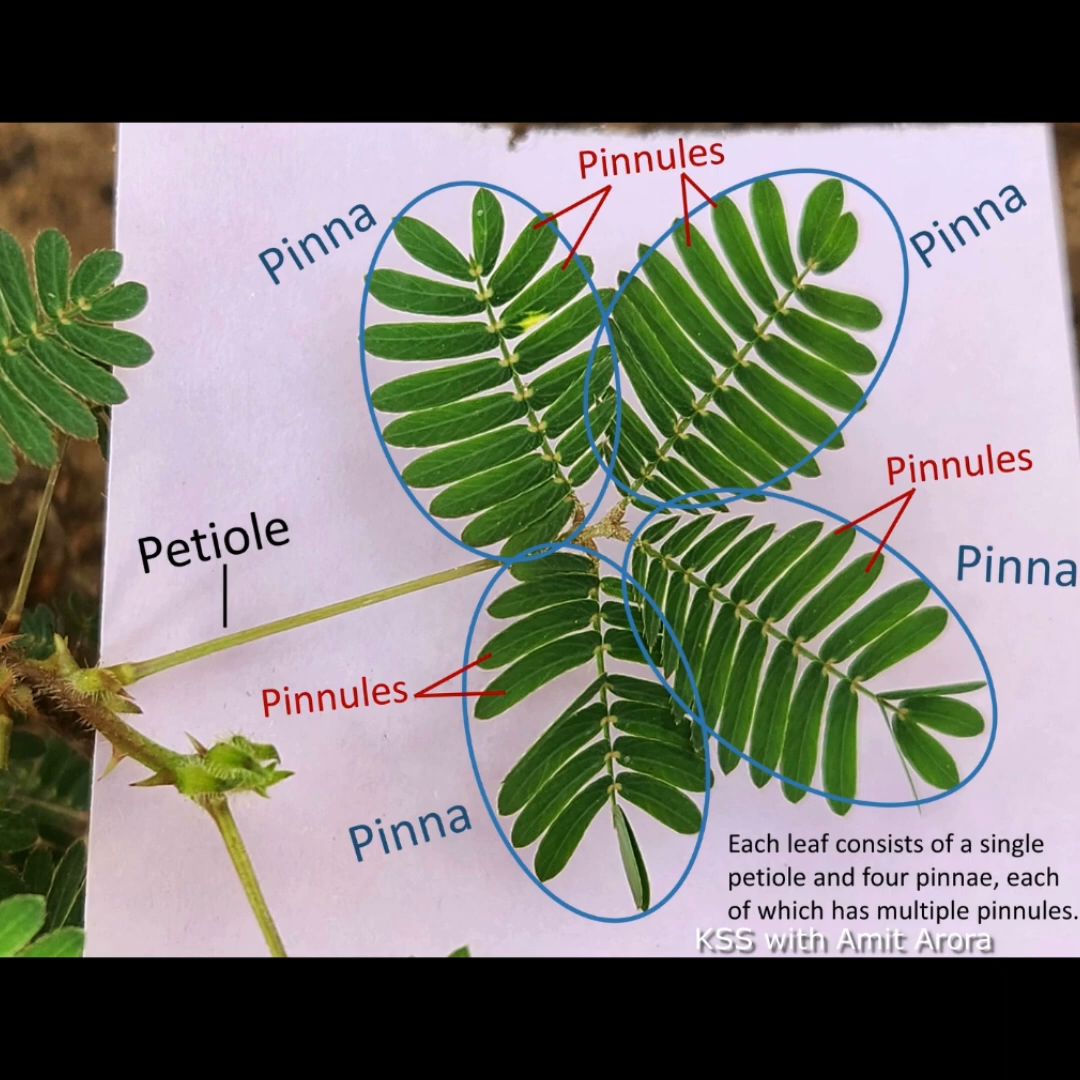 Pinnules
Pinna
Pinna
Pinnules
Petiole
Pinna
Pinnules
Pinna
Each leaf consists of a single
petiole and four pinnae, each
of which has multiple pinnules.
KSS with Amit Arora